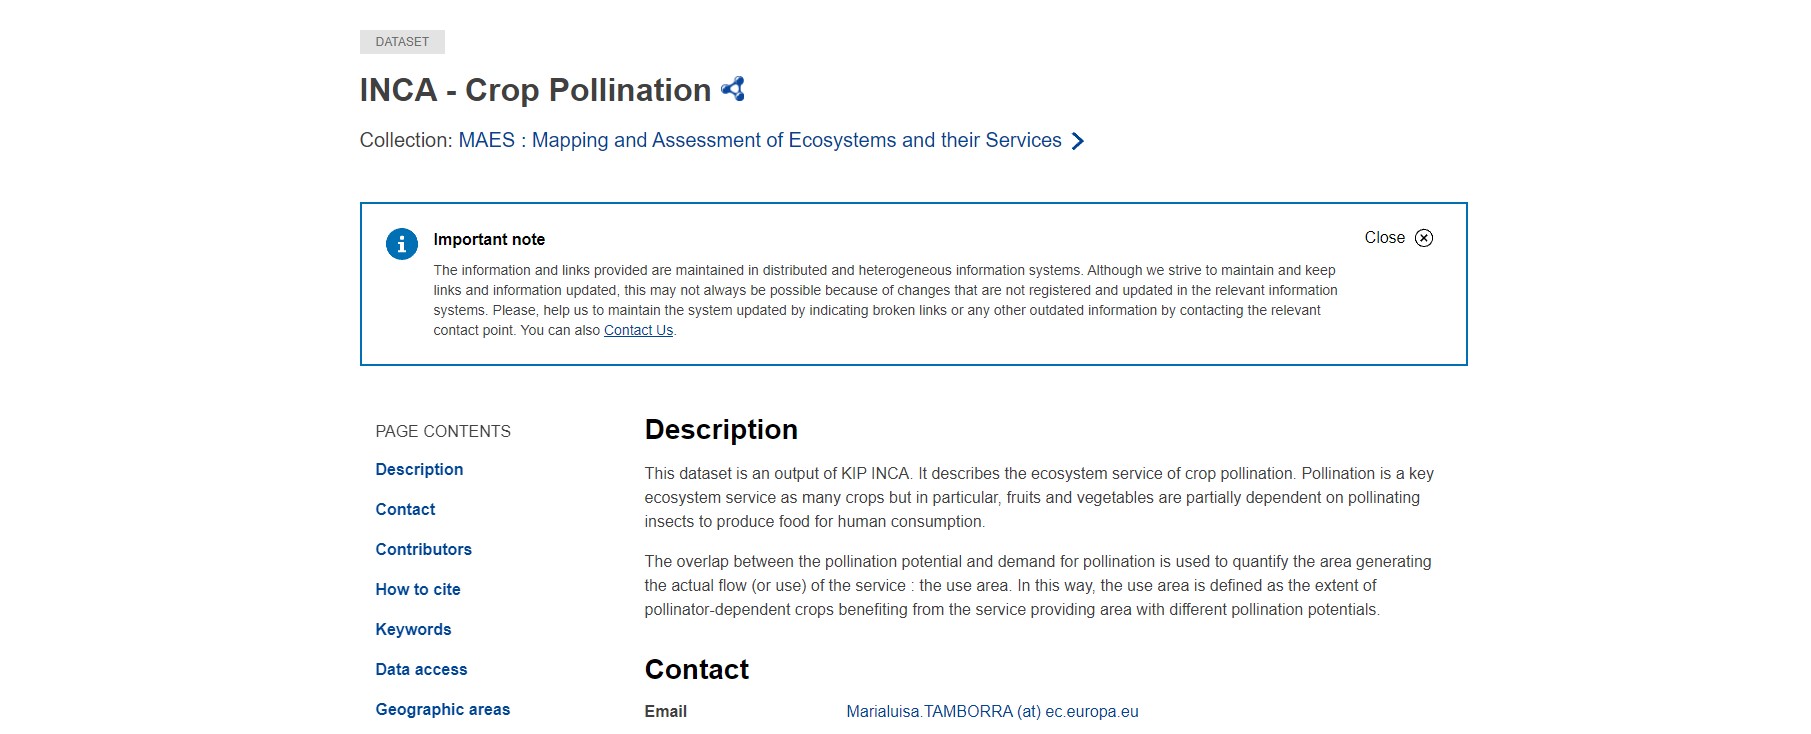 DATASET
INCA - Crop Pollination
Collection: MAES : Mapping and Assessment of Ecosystems and their Services
Important note
Close
The information and links provided are maintained in distributed and heterogeneous information systems. Although we strive to maintain and keep
links and information updated, this may not always be possible because of changes that are not registered and updated in the relevant information
systems. Please, help us to maintain the system updated by indicating broken links or any other outdated information by contacting the relevant
contact point. You can also Contact Us.
PAGE CONTENTS
Description
Contact
Contributors
How to cite
Keywords
Data access
Geographic areas
Description
This dataset is an output of KIP INCA. It describes the ecosystem service of crop pollination. Pollination is a key
ecosystem service as many crops but in particular, fruits and vegetables are partially dependent on pollinating
insects to produce food for human consumption.
The overlap between the pollination potential and demand for pollination is used to quantify the area generating
the actual flow (or use) of the service : the use area. In this way, the use area is defined as the extent of
pollinator-dependent crops benefiting from the service providing area with different pollination potentials.
Contact
Email Marialuisa.TAMBORRA (at) ec.europa.eu